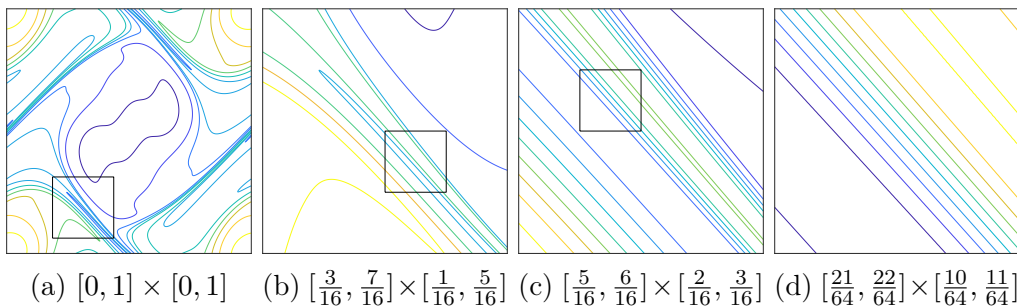 (a) [0, 1] × [0, 1] (b) [3/16, 7/16]×[1/16, 5/16] (c) [5/16, 6/16]×[2/16, 3/16] (d) [21/64, 22/64]×[10/64, 11/64]